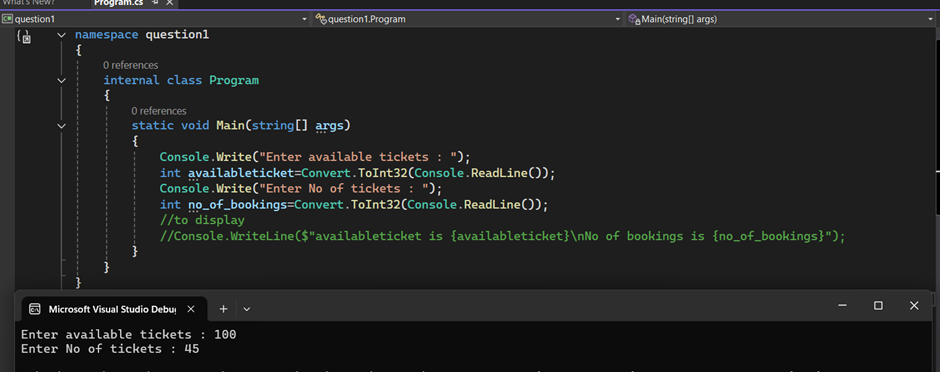 What's New?
Program.cs
question1
question1.Program
Main(string[] args)
namespace question1
{
0 references
internal class Program
{
0 references
static void Main(string[] args)
{
Console.Write("Enter available tickets : ");
int availableticket=Convert.ToInt32(Console.ReadLine());
Console.Write("Enter No of tickets : ");
int no_of_bookings=Convert.ToInt32(Console.ReadLine());
//to display
//Console.WriteLine($"availableticket is {availableticket}\nNo of bookings is {no_of_bookings}");
}
}
}
Microsoft Visual Studio Debu
Enter available tickets : 100
Enter No of tickets : 45